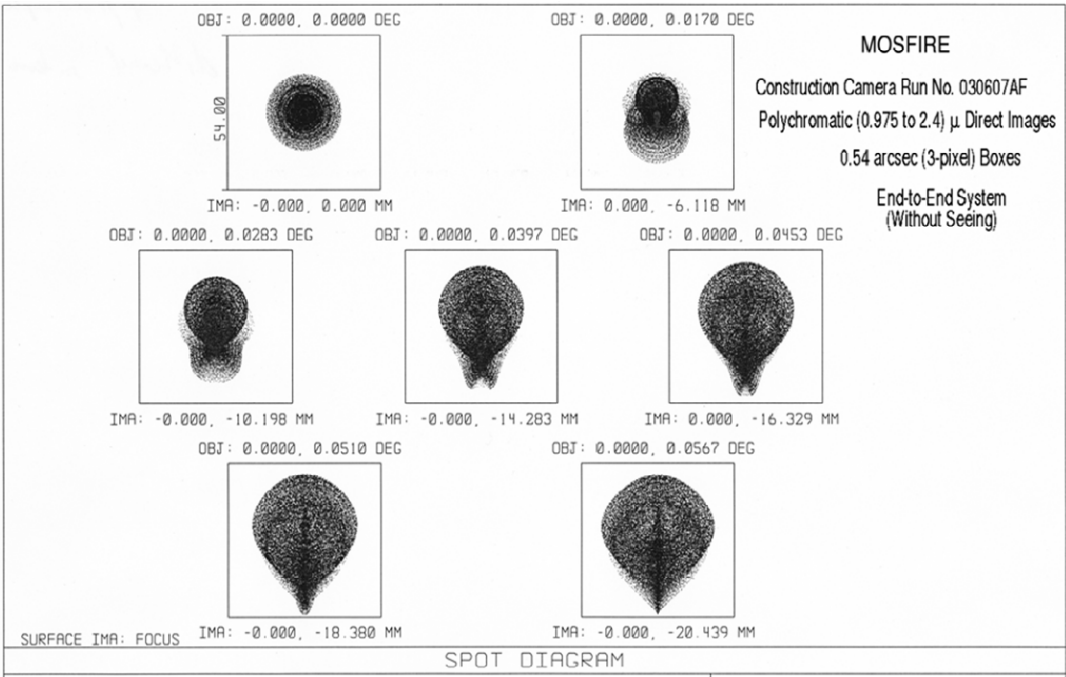 OBJ: 0.0000, 0.0000 DEG
54.00
IMA: -0.000, 0.000 MM
OBJ: 0.0000, 0.0170 DEG
IMA: 0.000, -6.118 MM
MOSFIRE
Construction Camera Run No. 030607AF
Polychromatic (0.975 to 2.4) µ Direct Images
0.54 arcsec (3-pixel) Boxes
End-to-End System
(Without Seeing)
OBJ: 0.0000, 0.0283 DEG
IMA: -0.000, -10.198 MM
OBJ: 0.0000, 0.0397 DEG
IMA: -0.000, -14.283 MM
OBJ: 0.0000, 0.0453 DEG
IMA: 0.000, -16.329 MM
OBJ: 0.0000, 0.0510 DEG
IMA: -0.000, -18.380 MM
OBJ: 0.0000, 0.0567 DEG
IMA: -0.000, -20.439 MM
SURFACE IMA: FOCUS
SPOT DIAGRAM